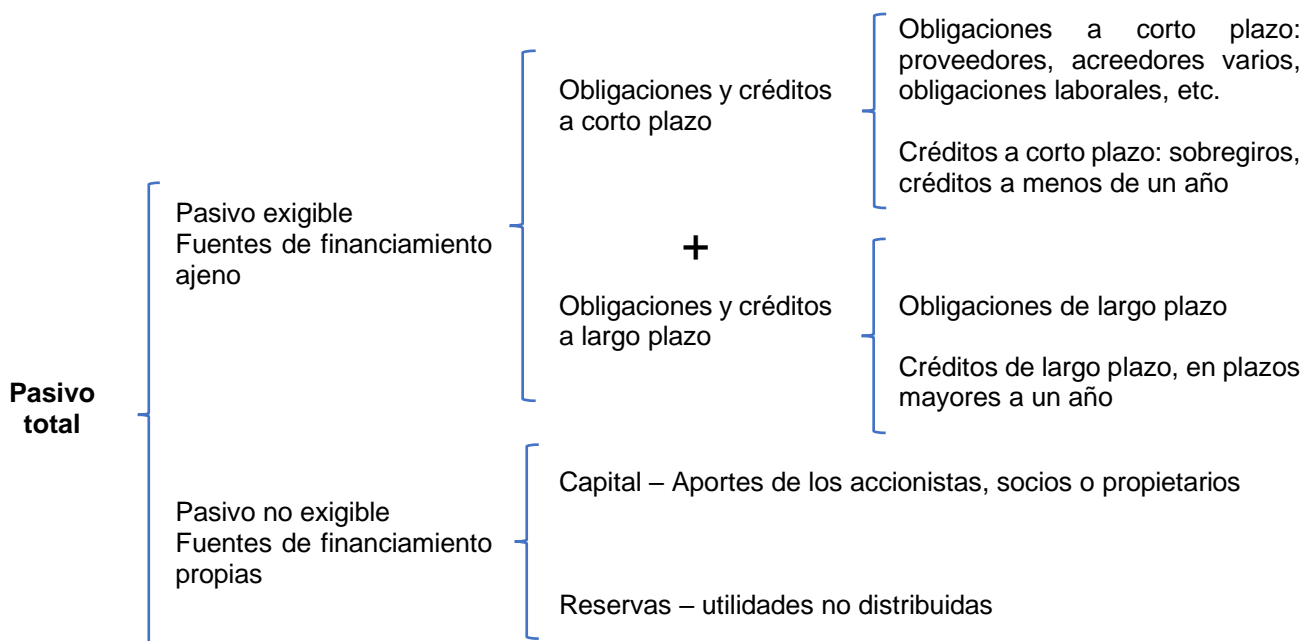 Pasivo
total
Pasivo exigible
Fuentes de financiamiento
ajeno
Obligaciones y créditos
a corto plazo
Obligaciones a corto plazo:
proveedores, acreedores varios,
obligaciones laborales, etc.
Créditos a corto plazo: sobregiros,
créditos a menos de un año
+
Obligaciones y créditos
a largo plazo
Obligaciones de largo plazo
Créditos de largo plazo, en plazos
mayores a un año
Pasivo no exigible
Fuentes de financiamiento
propias
Capital – Aportes de los accionistas, socios o propietarios
Reservas – utilidades no distribuidas